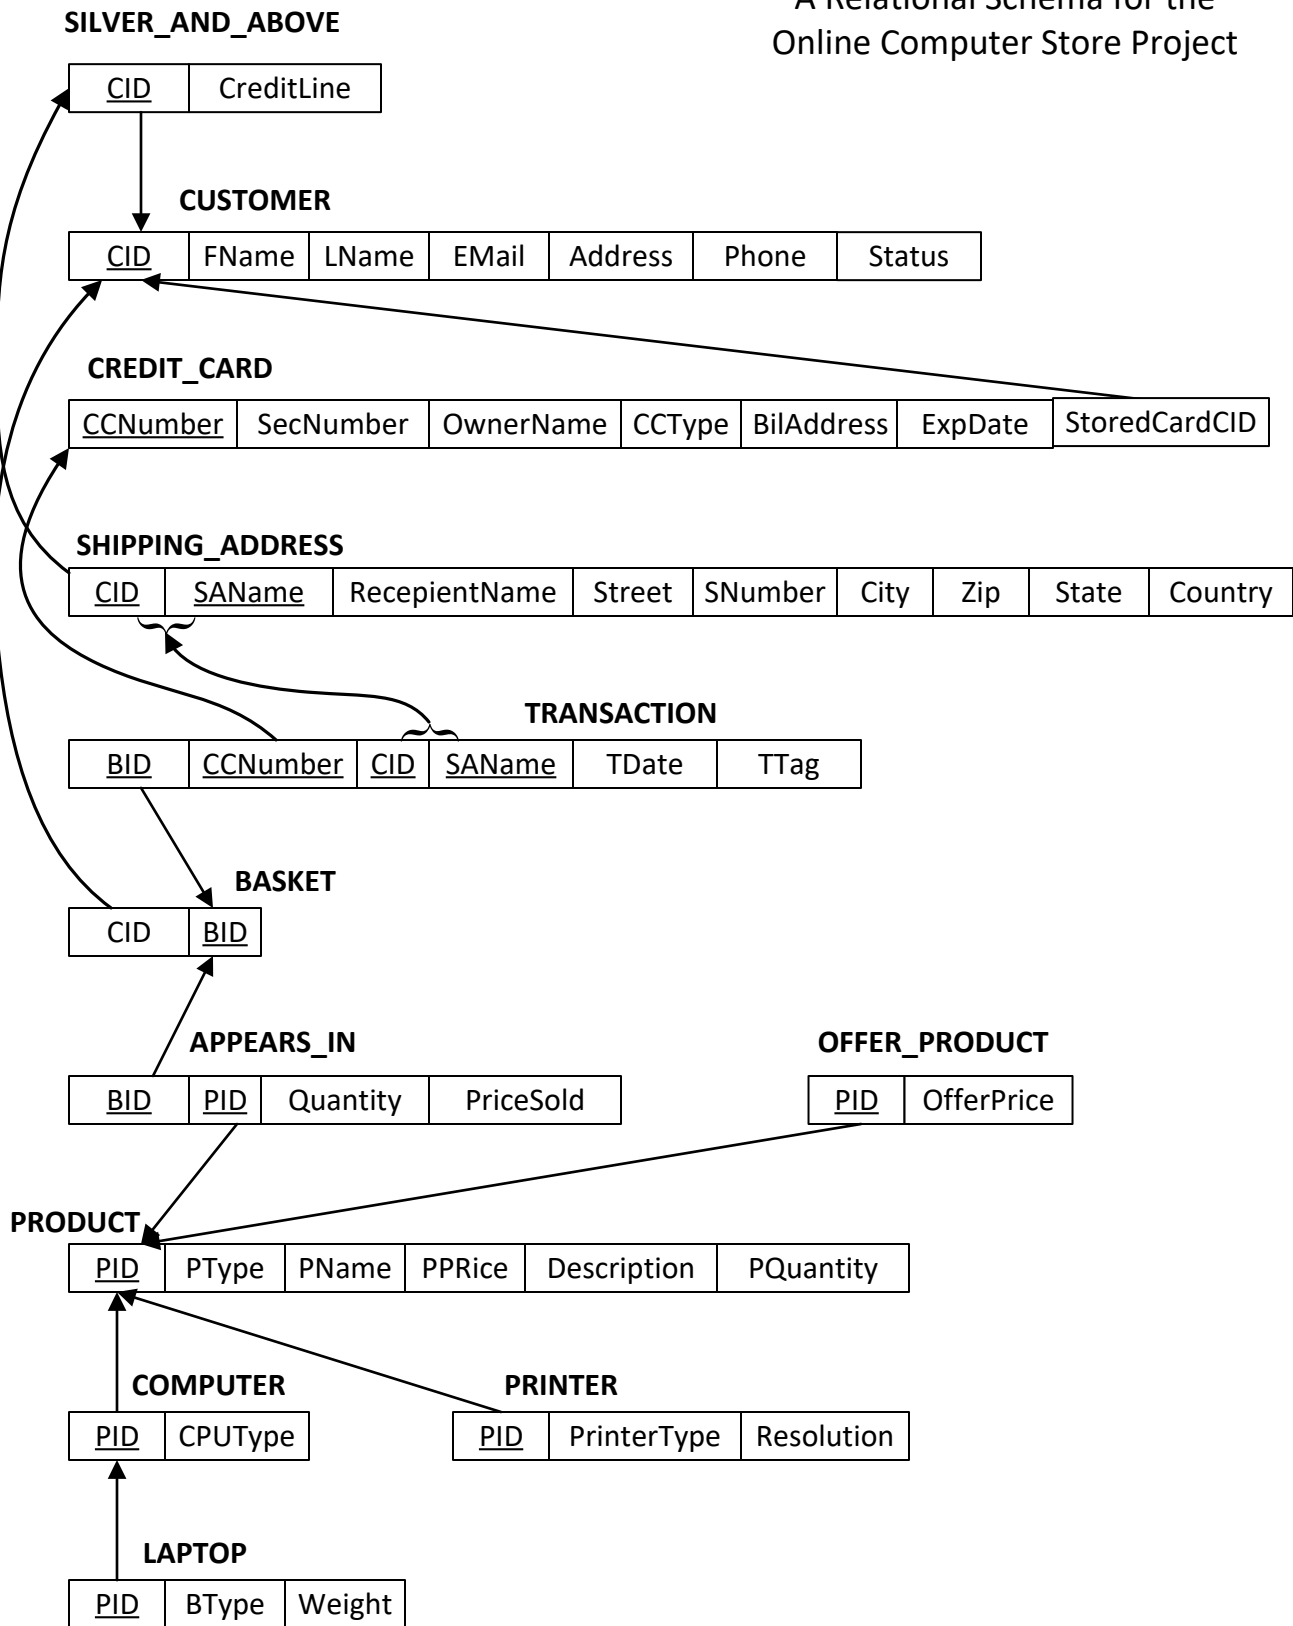 A Relational Schema for the
Online Computer Store Project
SILVER_AND_ABOVE
CID CreditLine
CUSTOMER
CID FName LName EMail Address Phone Status
CREDIT_CARD
CCNumber SecNumber OwnerName CCType BilAddress ExpDate StoredCardCID
SHIPPING_ADDRESS
CID SAName RecepientName Street SNumber City Zip State Country
TRANSACTION
BID CCNumber CID SAName TDate TTag
BASKET
CID BID
APPEARS_IN OFFER_PRODUCT
BID PID Quantity PriceSold PID OfferPrice
PRODUCT
PID PType PName PPRice Description PQuantity
COMPUTER PRINTER
PID CPUType PID PrinterType Resolution
LAPTOP
PID BType Weight